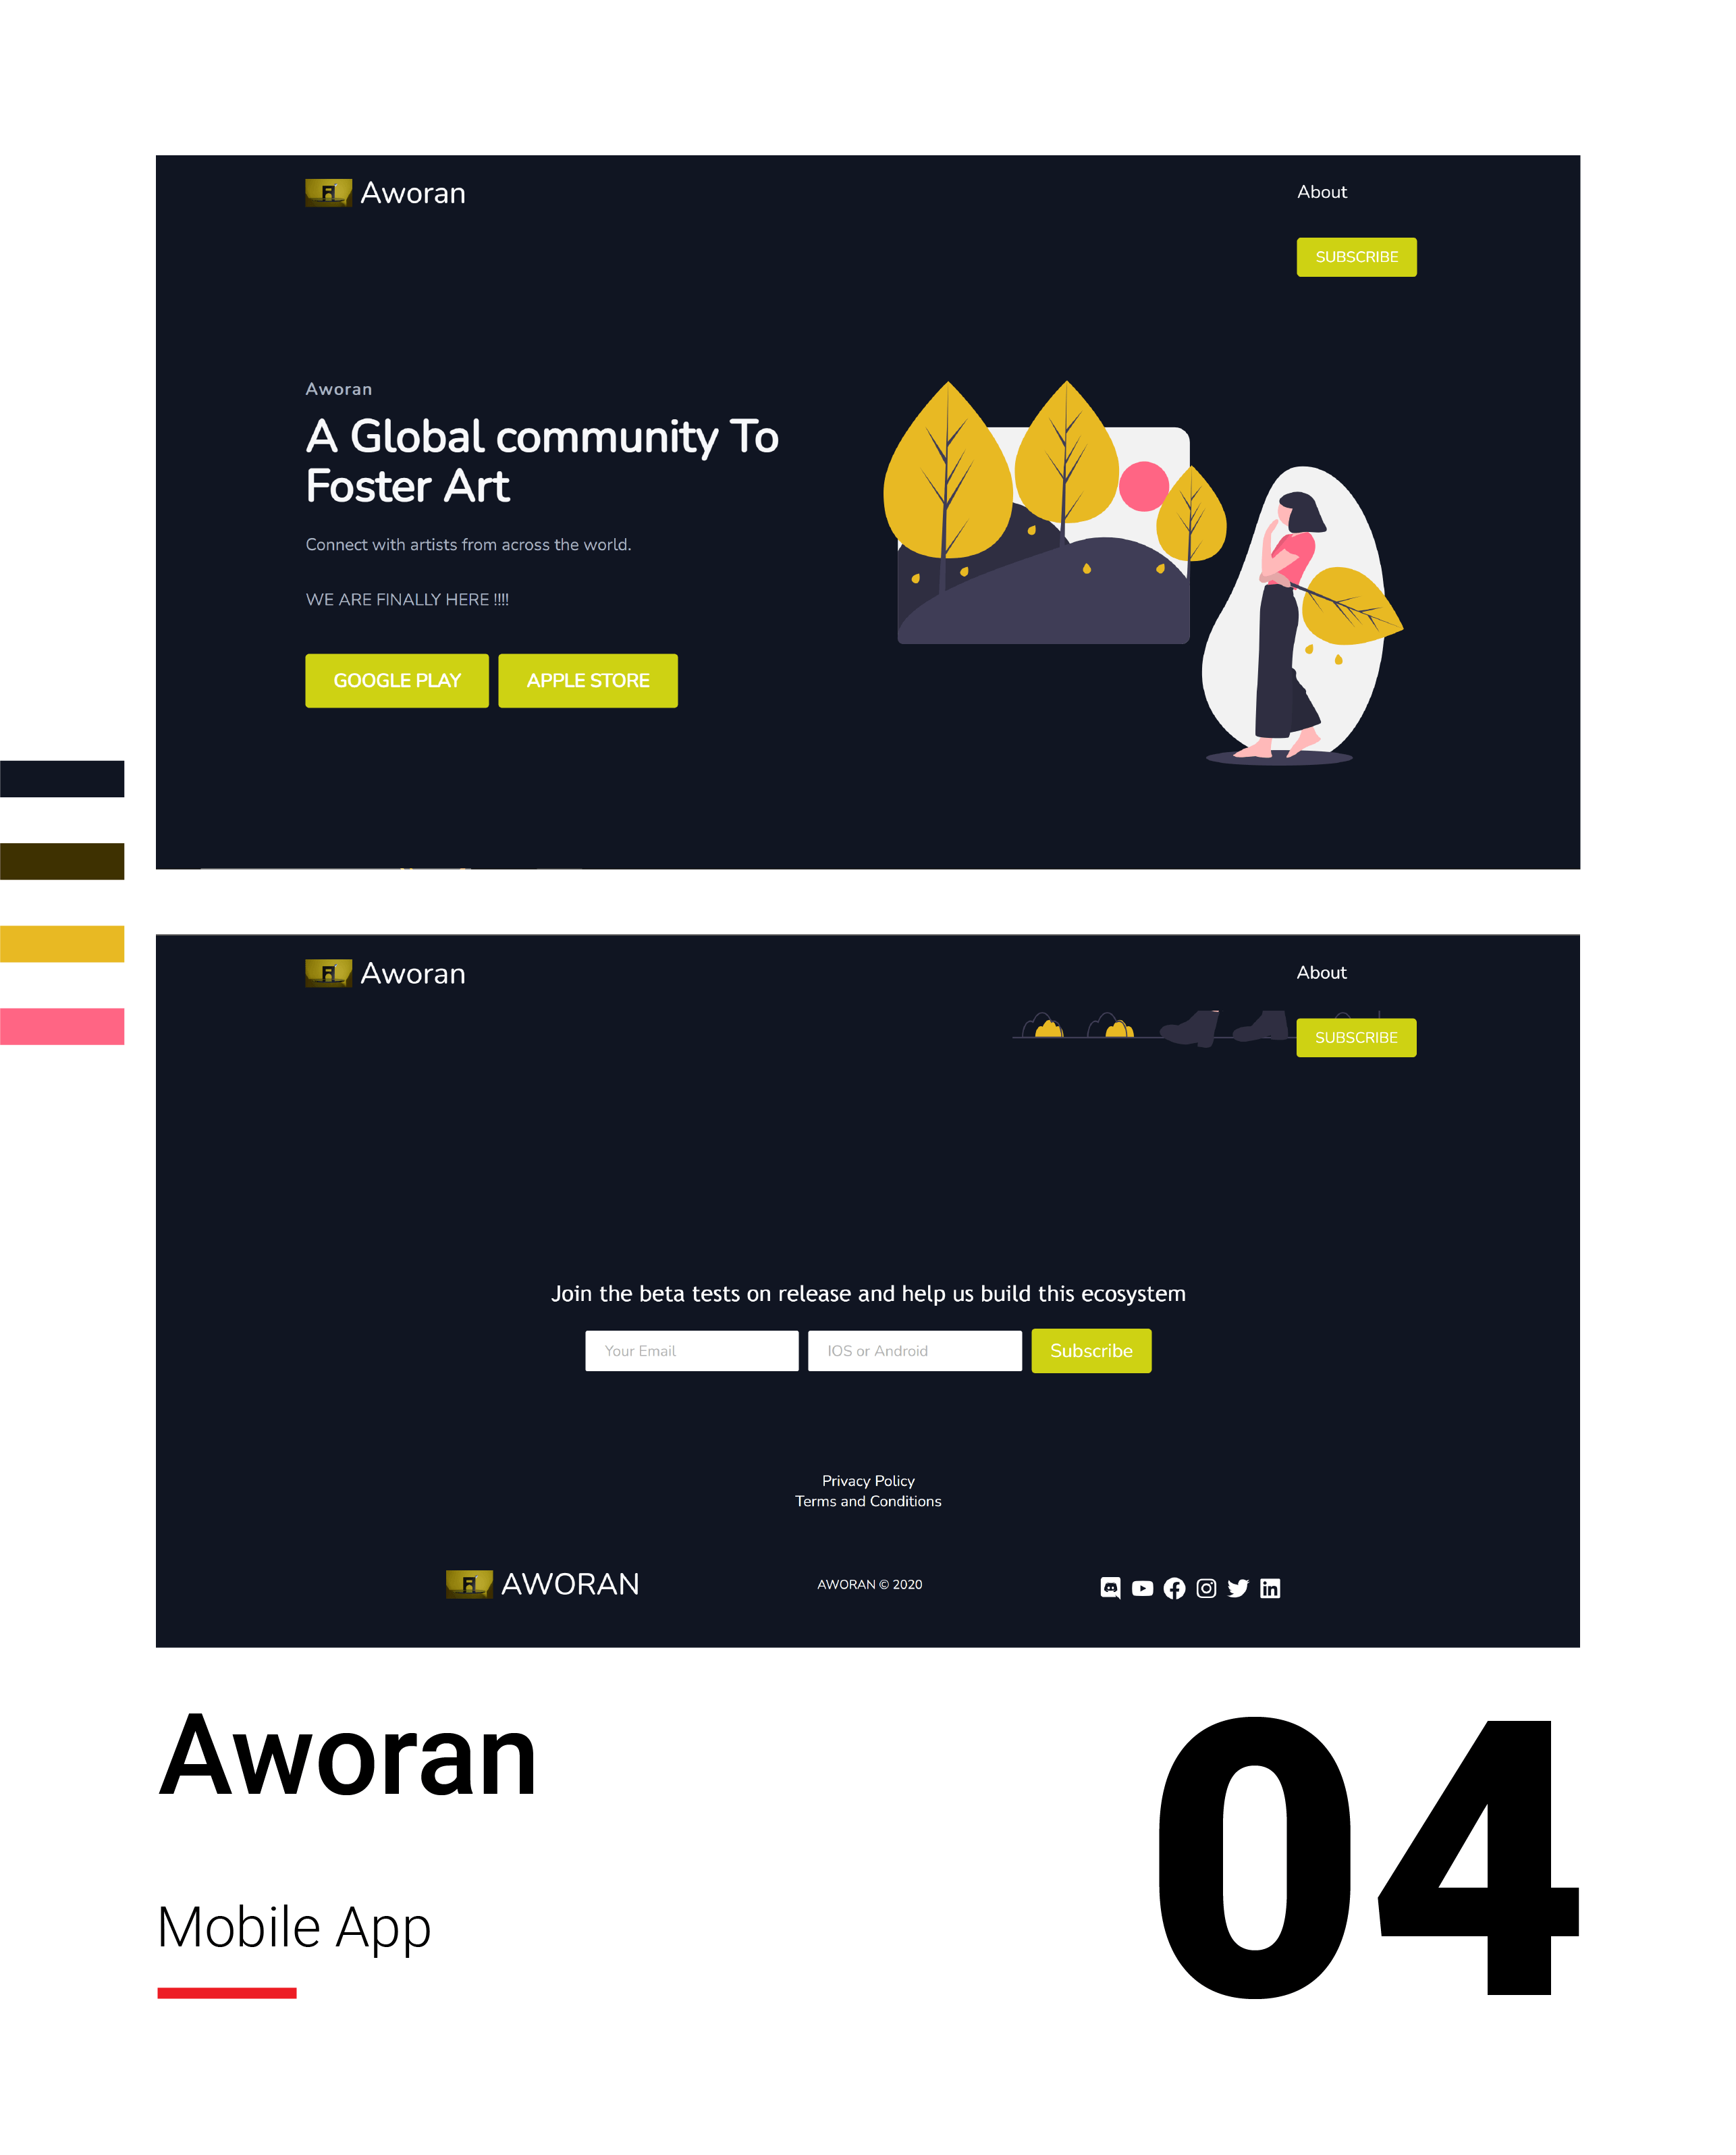 Aworan
About
SUBSCRIBE
Aworan
A Global community To
Foster Art
Connect with artists from across the world.
WE ARE FINALLY HERE !!!!
GOOGLE PLAY
APPLE STORE
Aworan
About
SUBSCRIBE
Join the beta tests on release and help us build this ecosystem
Your Email
IOS or Android
Subscribe
Privacy Policy
Terms and Conditions
AWORAN
AWORAN © 2020
Aworan
Mobile App
04